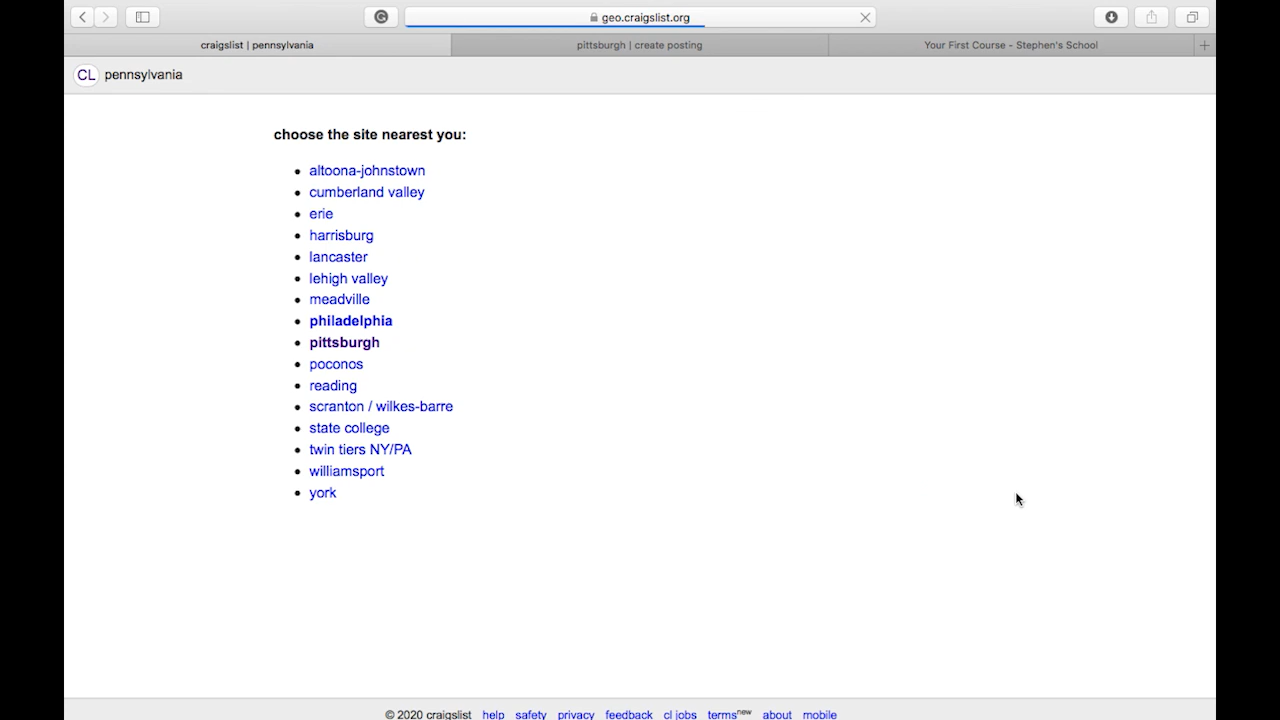 geo.craigslist.org
craigslist | pennsylvania
pittsburgh | create posting
Your First Course - Stephen's School
CL pennsylvania
choose the site nearest you:
altoona-johnstown
cumberland valley
erie
harrisburg
lancaster
lehigh valley
meadville
philadelphia
pittsburgh
poconos
reading
scranton / wilkes-barre
state college
twin tiers NY/PA
williamsport
york
© 2020 craigslist help safety privacy feedback cl jobs terms new about mobile